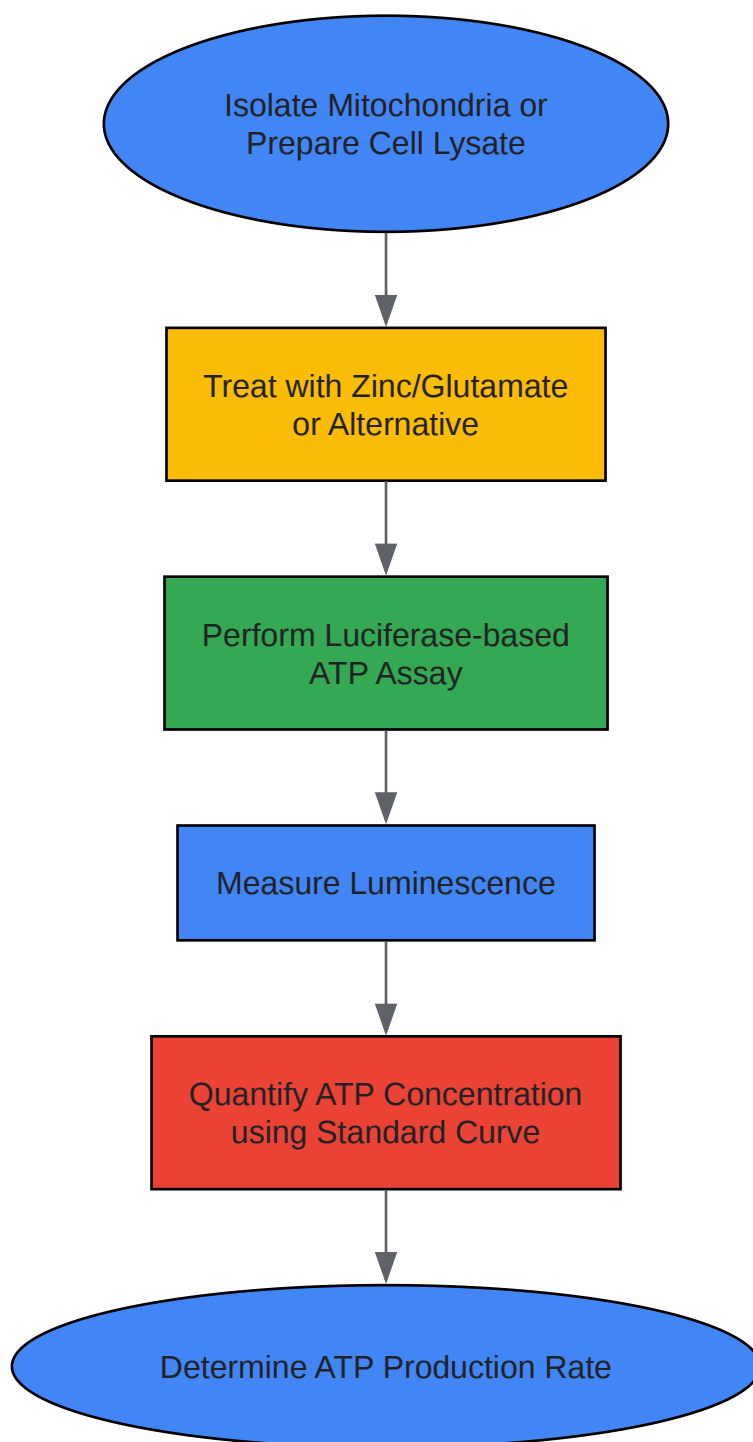 Isolate Mitochondria or
Prepare Cell Lysate
Treat with Zinc/Glutamate
or Alternative
Perform Luciferase-based
ATP Assay
Measure Luminescence
Quantify ATP Concentration
using Standard Curve
Determine ATP Production Rate